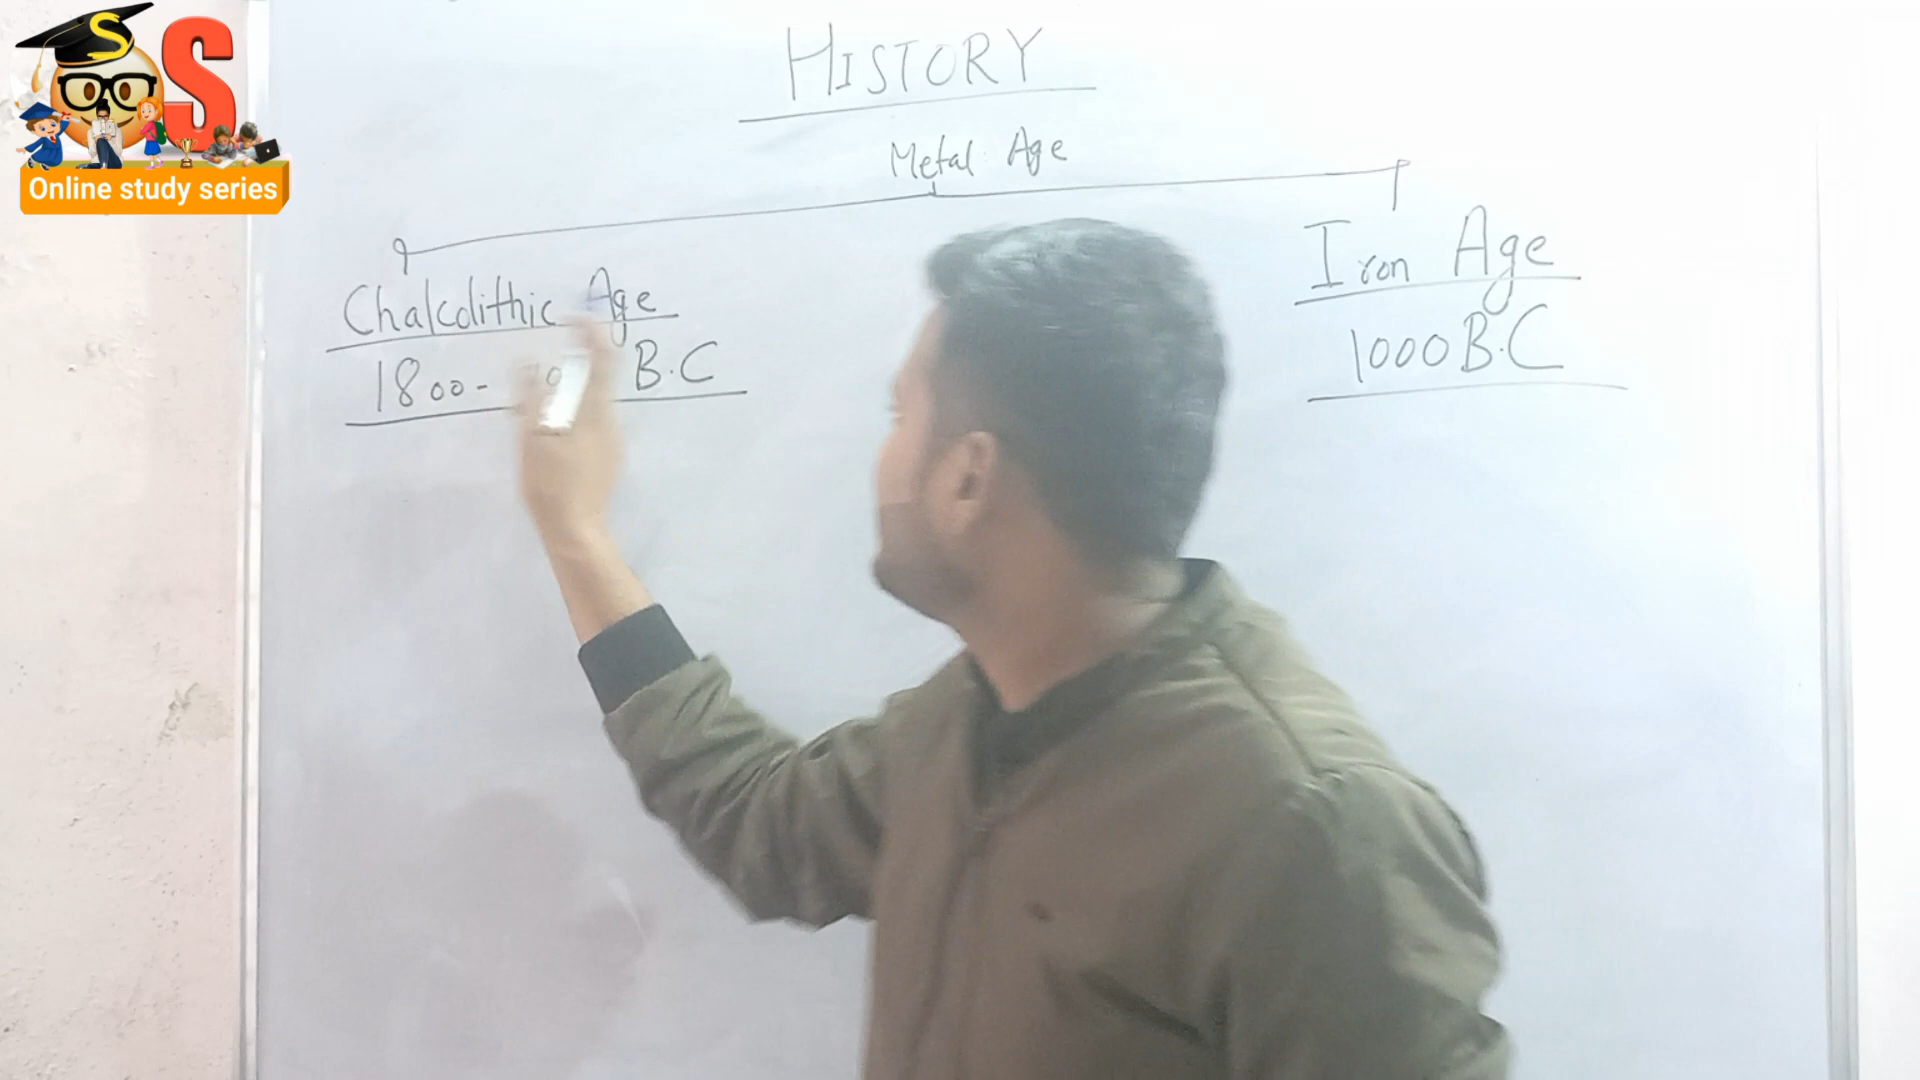 S S
Online study series
HISTORY
Metal Age
Chalcolithic Age
1800- B.C
Iron Age
1000 B.C